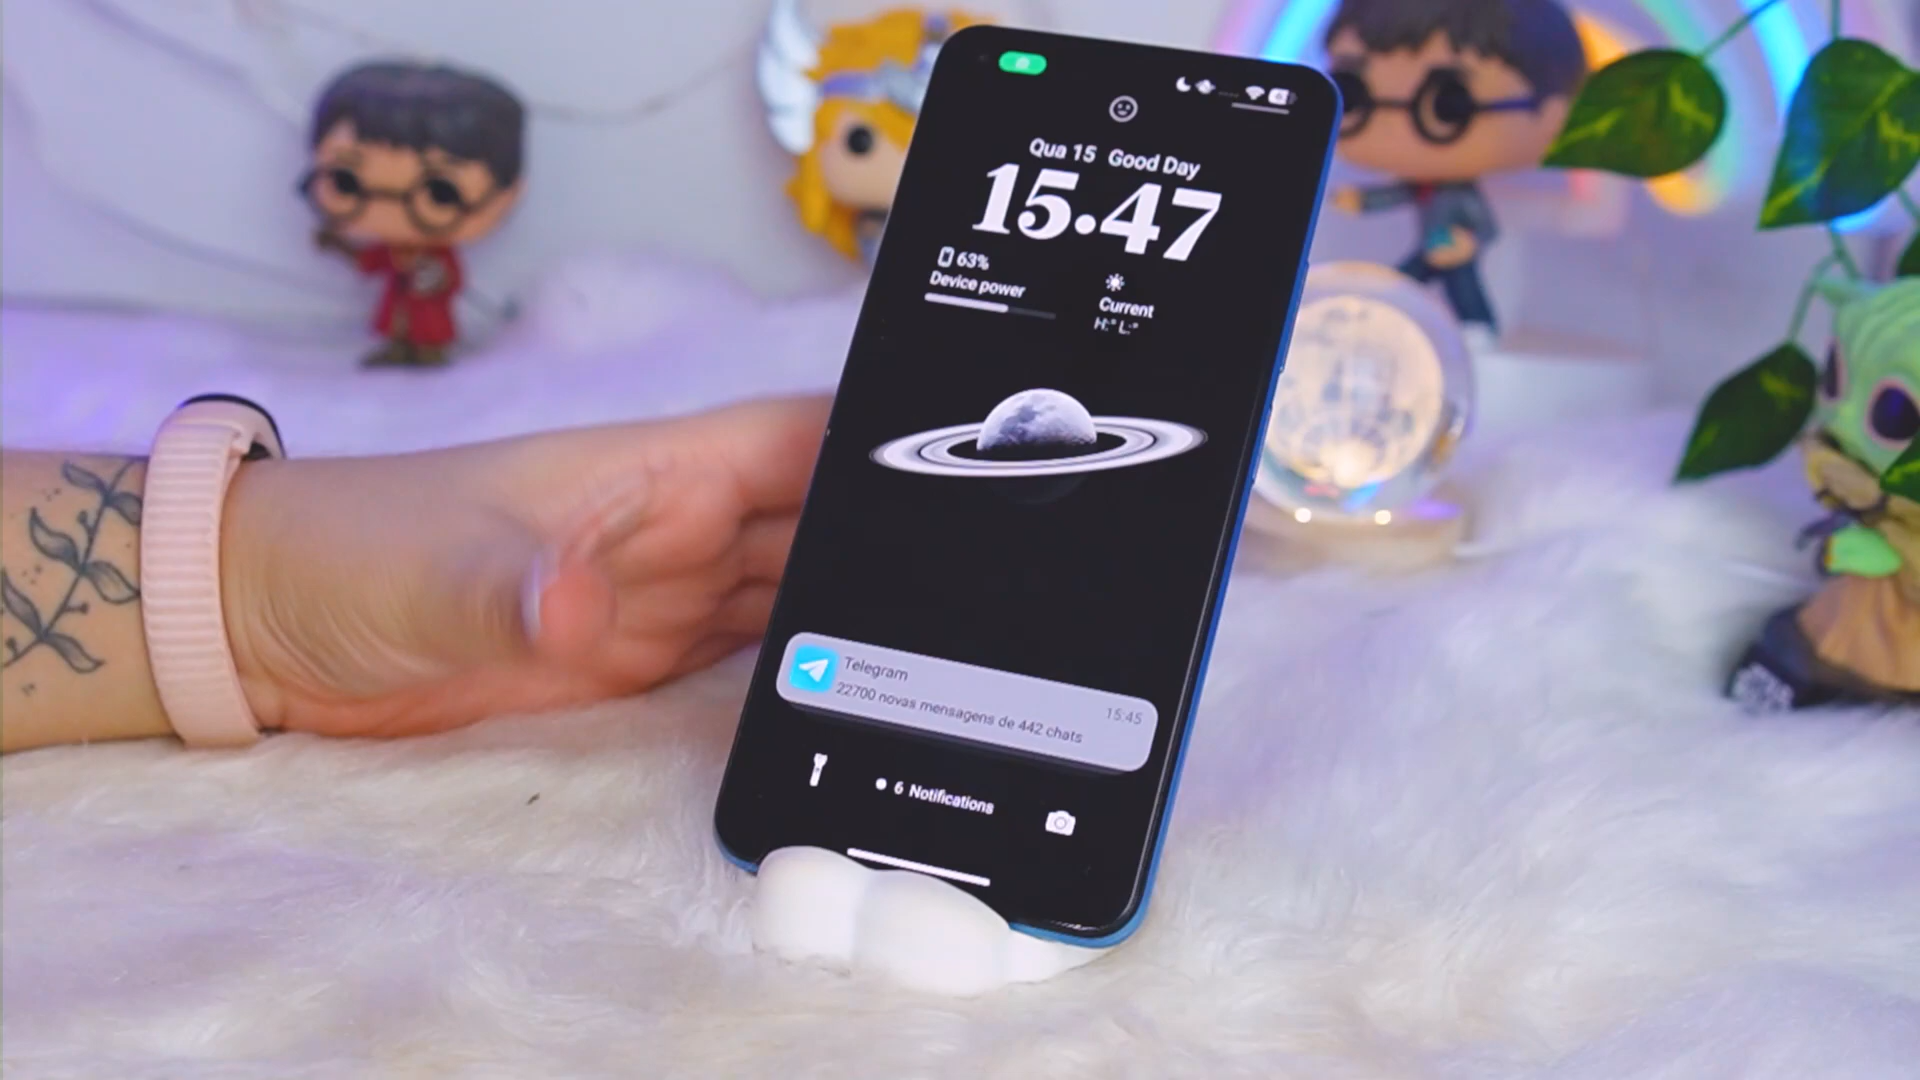 Qua 15 Good Day
15.47
63%
Device power
Current
H:° L:°
Telegram
15:45
22700 novas mensagens de 442 chats
6 Notifications